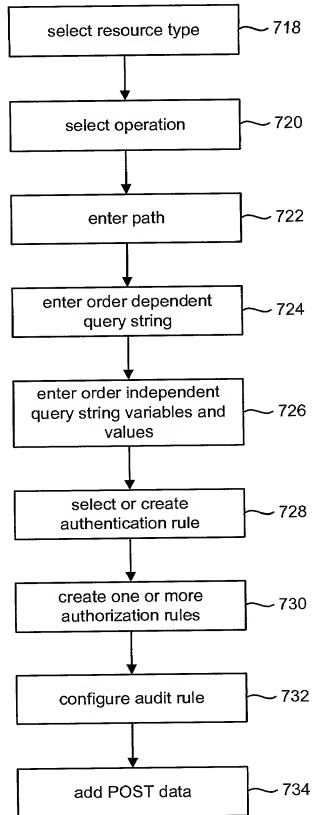 select resource type 718
select operation 720
enter path 722
enter order dependent
query string 724
enter order independent
query string variables and
values 726
select or create
authentication rule 728
create one or more
authorization rules 730
configure audit rule 732
add POST data 734